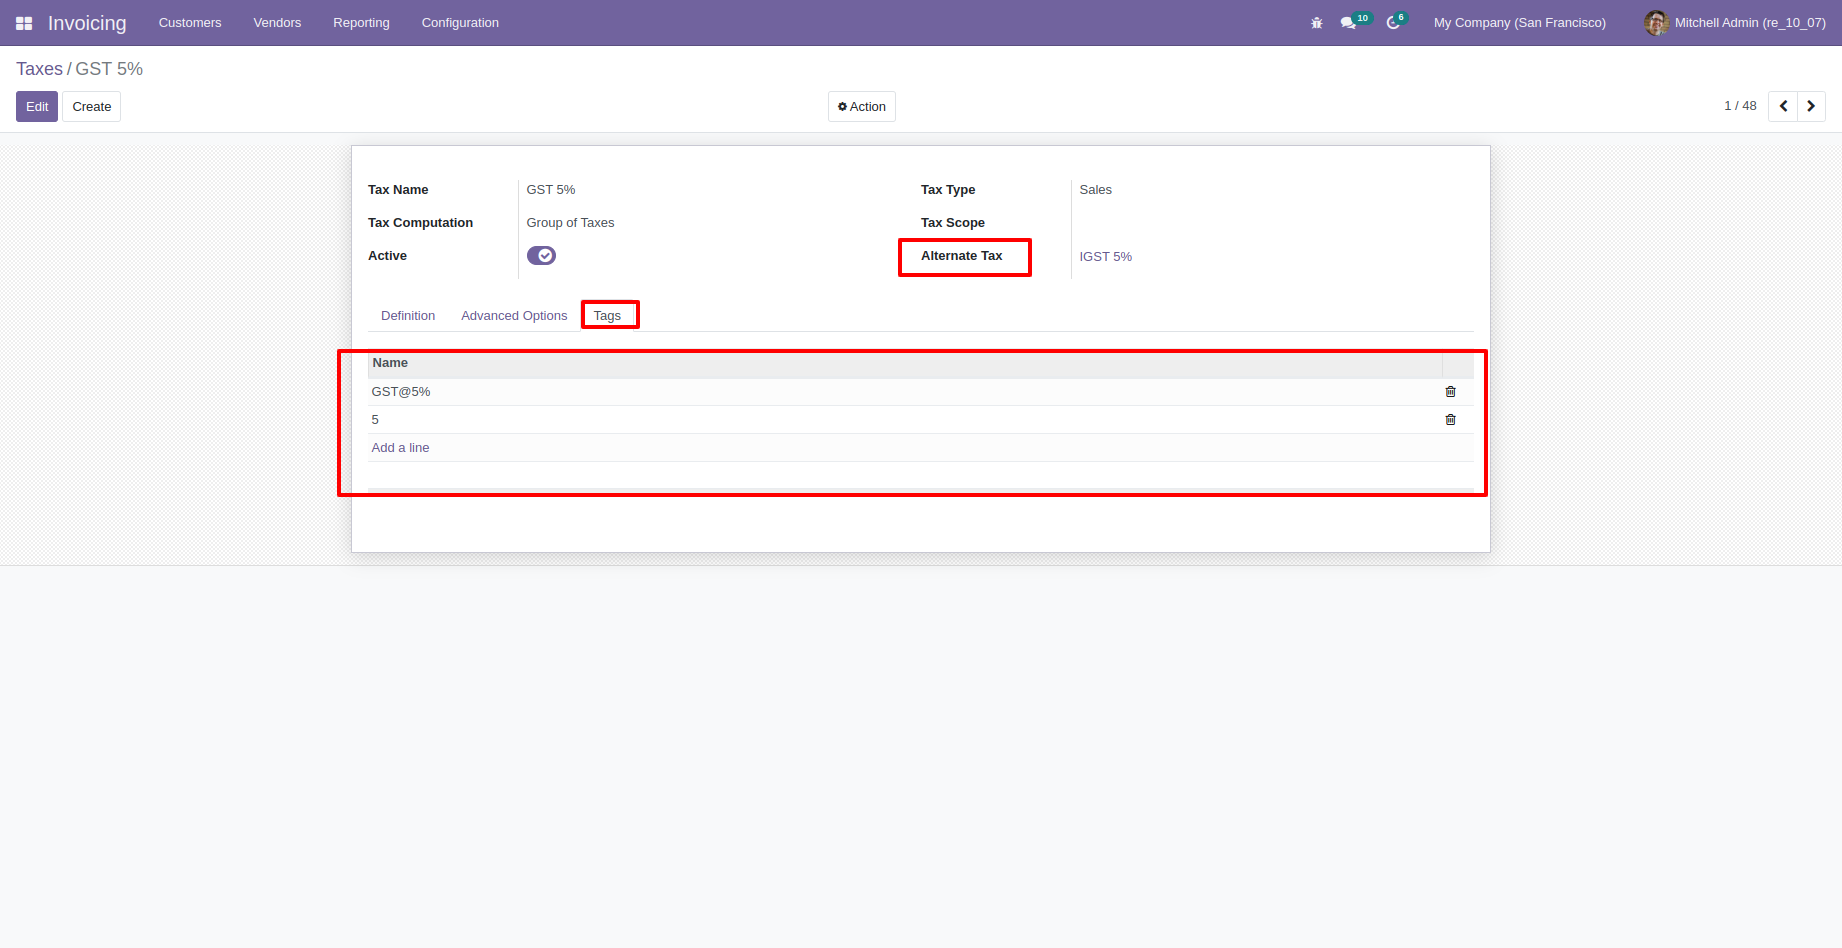 Invoicing Customers Vendors Reporting Configuration 10 6 My Company (San Francisco) Mitchell Admin (re_10_07)
Taxes / GST 5%
Edit Create Action 1 / 48
Tax Name GST 5% Tax Type Sales
Tax Computation Group of Taxes Tax Scope
Active Alternate Tax IGST 5%
Definition Advanced Options Tags
Name
GST@5%
5
Add a line